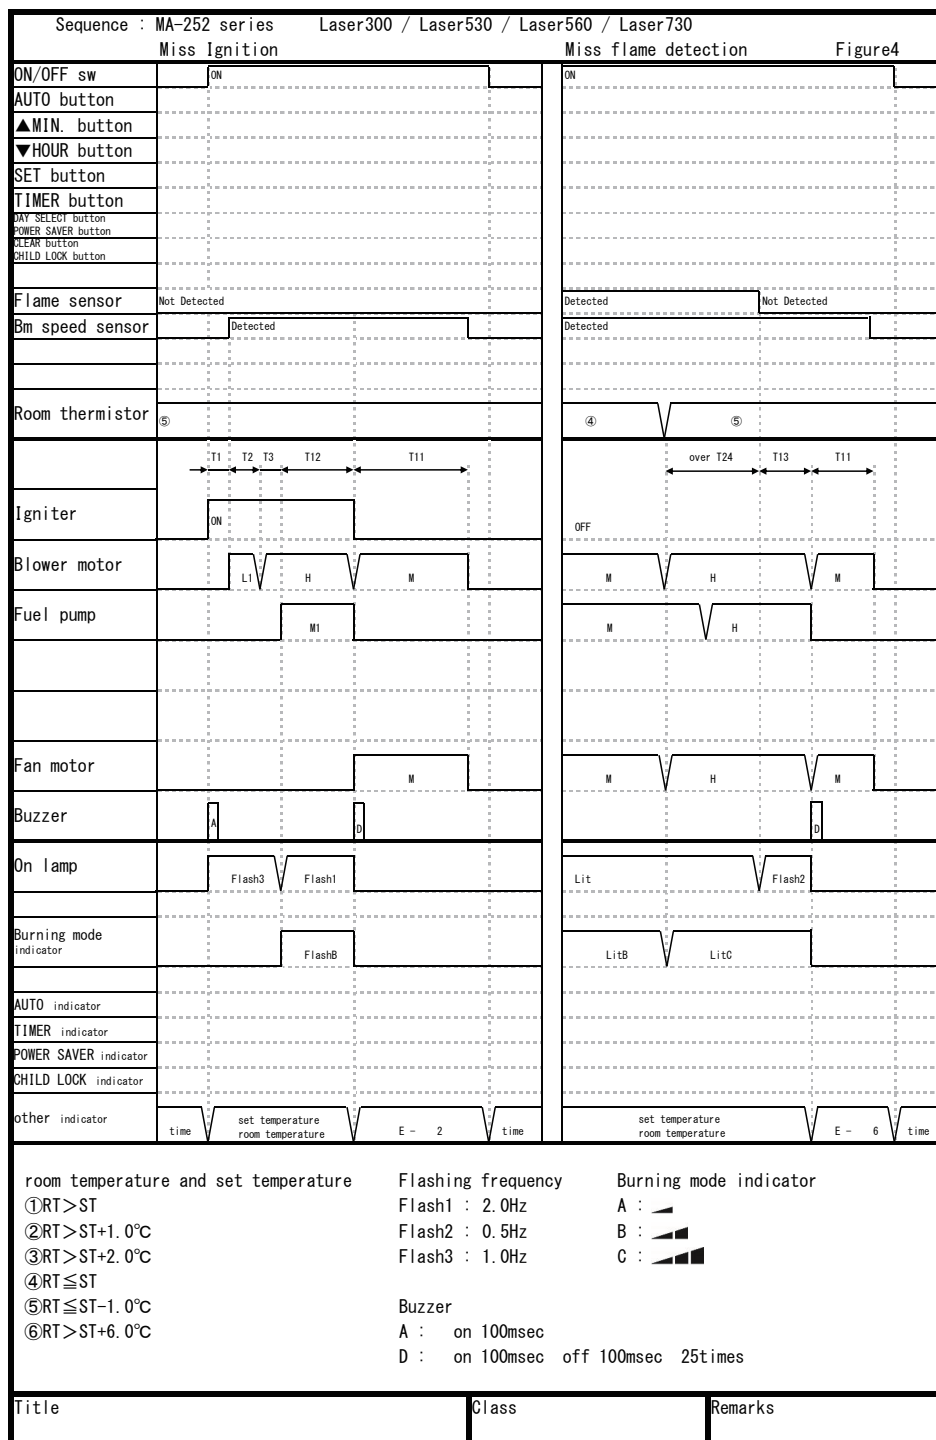 Sequence : MA-252 series Laser300 / Laser530 / Laser560 / Laser730
Miss Ignition Miss flame detection Figure4
ON/OFF sw ON ON
AUTO button
▲MIN. button
▼HOUR button
SET button
TIMER button
DAY SELECT button
POWER SAVER button
CLEAR button
CHILD LOCK button
Flame sensor Not Detected Detected Not Detected
Bm speed sensor Detected Detected
Room thermistor ⑤ ④ ⑤
T1 T2 T3 T12 T11 over T24 T13 T11
Igniter ON OFF
Blower motor L1 H M M H M
Fuel pump M1 M H
Fan motor M M H M
Buzzer A D D
On lamp Flash3 Flash1 Lit Flash2
Burning mode
indicator FlashB LitB LitC
AUTO indicator
TIMER indicator
POWER SAVER indicator
CHILD LOCK indicator
other indicator time set temperature room temperature E - 2 time set temperature room temperature E - 6 time
room temperature and set temperature Flashing frequency Burning mode indicator
①RT＞ST Flash1 : 2.0Hz A :
②RT＞ST+1.0℃ Flash2 : 0.5Hz B :
③RT＞ST+2.0℃ Flash3 : 1.0Hz C :
④RT≦ST
⑤RT≦ST-1.0℃ Buzzer
⑥RT＞ST+6.0℃ A : on 100msec
D : on 100msec off 100msec 25times
Title Class Remarks